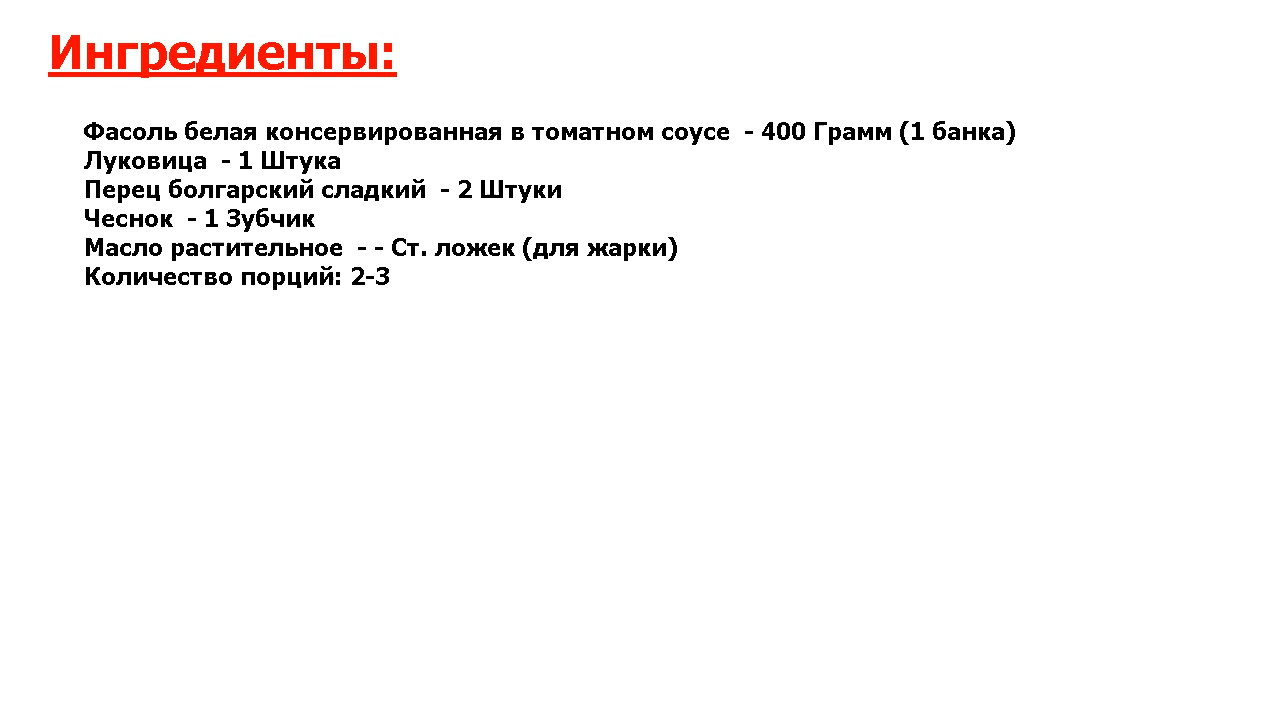 Ингредиенты:
Фасоль белая консервированная в томатном соусе  - 400 Грамм (1 банка)
Луковица  - 1 Штука
Перец болгарский сладкий  - 2 Штуки
Чеснок  - 1 Зубчик
Масло растительное  - - Ст. ложек (для жарки)
Количество порций: 2-3